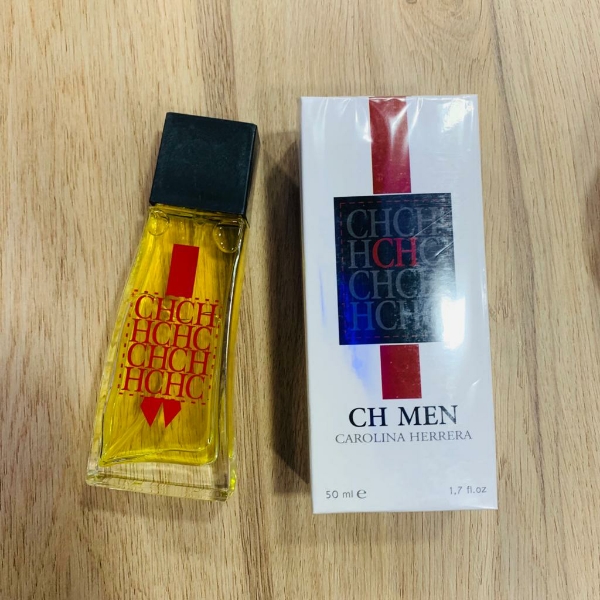 CHCH
HCHC
CHCH
HCHC
CHCH
HCHC
CHCH
HCHC
CH MEN
CAROLINA HERRERA
50 ml e
1,7 fl.oz